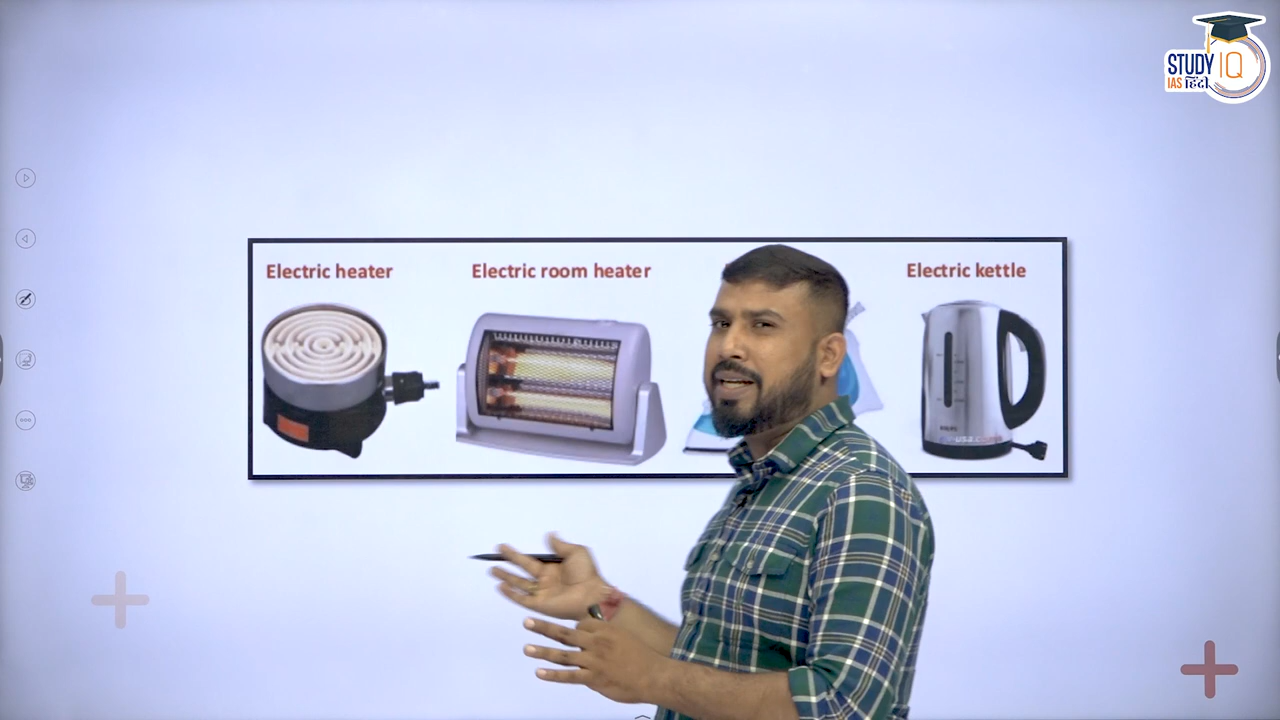 STUDY IQ
IAS हिंदी
Electric heater
Electric room heater
Electric kettle